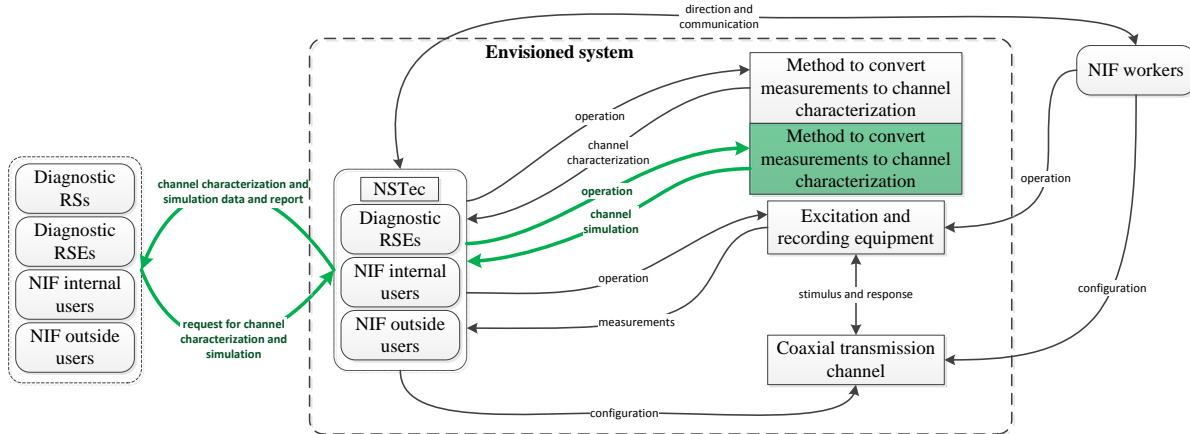 direction and
communication
Envisioned system
NIF workers
Method to convert
measurements to channel
characterization
operation
channel
characterization
Method to convert
measurements to channel
characterization
operation
channel
simulation
Diagnostic
RSs
Diagnostic
RSEs
NIF internal
users
NIF outside
users
channel characterization and
simulation data and report
request for channel
characterization and
simulation
NSTec
Diagnostic
RSEs
NIF internal
users
NIF outside
users
Excitation and
recording equipment
operation
operation
measurements
stimulus and response
configuration
Coaxial transmission
channel
configuration